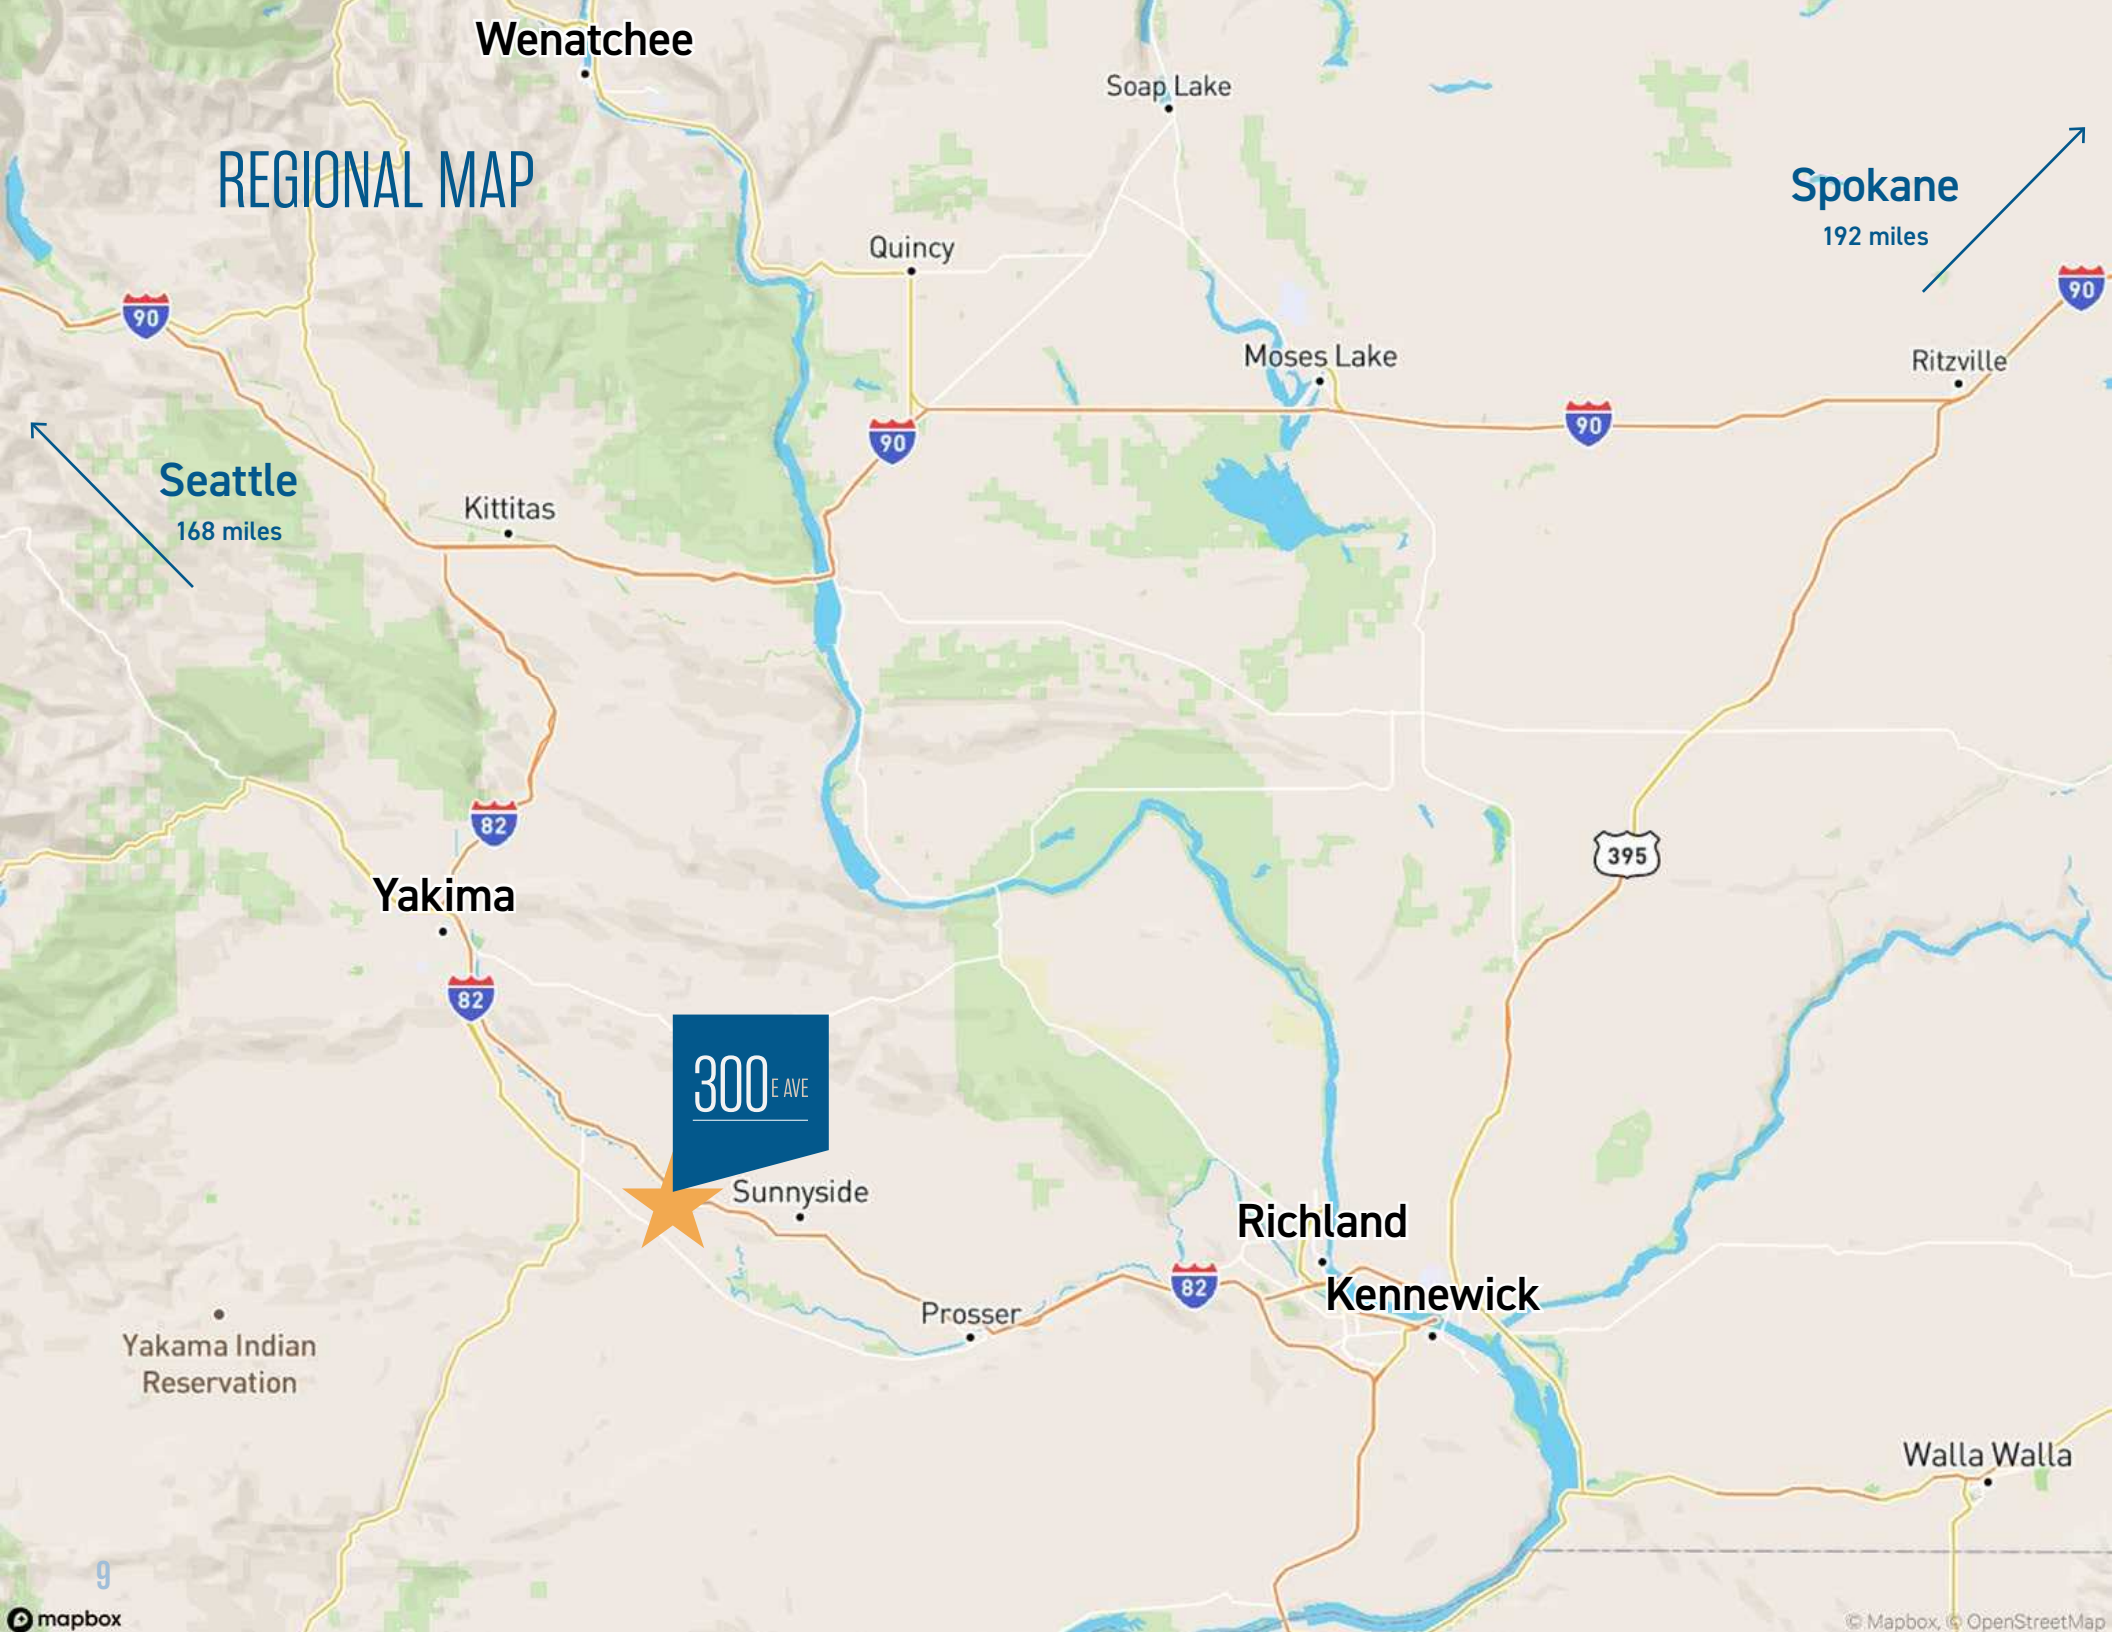 Wenatchee
Soap Lake
REGIONAL MAP
Spokane
192 miles
Quincy
90
90
Moses Lake
Ritzville
90
90
Seattle
168 miles
Kittitas
82
395
Yakima
82
300 E AVE
Sunnyside
Richland
82
Kennewick
Prosser
Yakama Indian
Reservation
Walla Walla
9
mapbox
© Mapbox, © OpenStreetMap